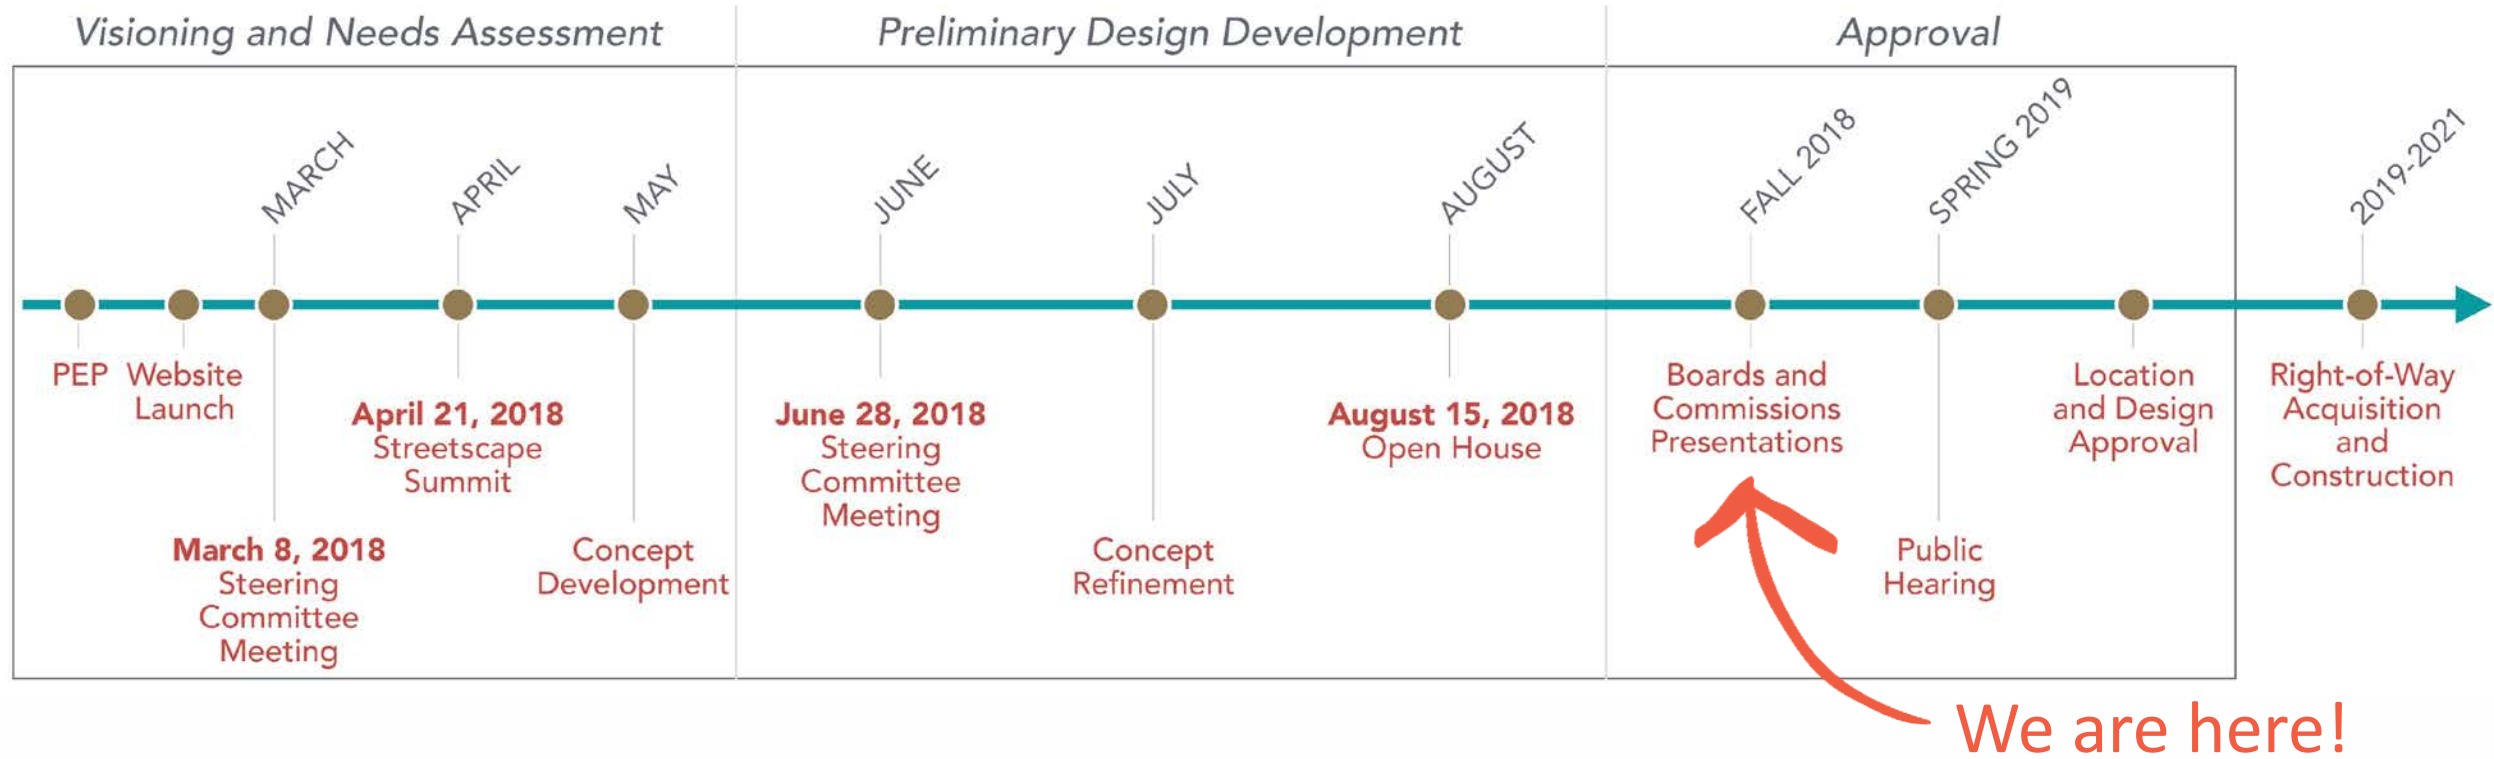 Visioning and Needs Assessment
Preliminary Design Development
Approval
MARCH
APRIL
MAY
JUNE
JULY
AUGUST
FALL 2018
SPRING 2019
2019-2021
PEP
Website
Launch
March 8, 2018
Steering
Committee
Meeting
April 21, 2018
Streetscape
Summit
Concept
Development
June 28, 2018
Steering
Committee
Meeting
Concept
Refinement
August 15, 2018
Open House
Boards and
Commissions
Presentations
Public
Hearing
Location
and Design
Approval
Right-of-Way
Acquisition
and
Construction
We are here!